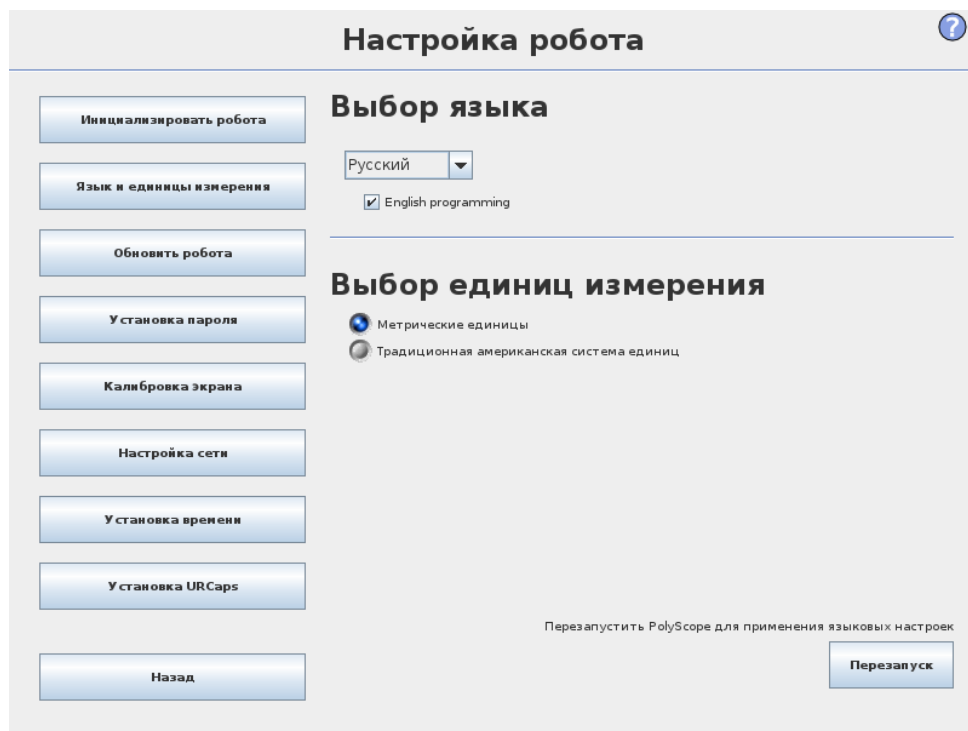 Настройка робота
?
Инициализировать робота
Язык и единицы измерения
Обновить робота
Установка пароля
Калибровка экрана
Настройка сети
Установка времени
Установка URCaps
Назад
Выбор языка
Русский
English programming
Выбор единиц измерения
Метрические единицы
Традиционная американская система единиц
Перезапустить PolyScope для применения языковых настроек
Перезапуск